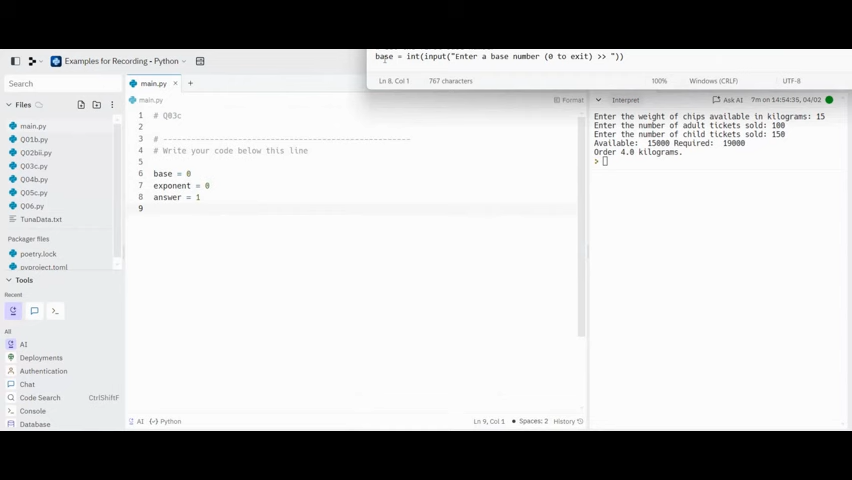 base = int(input("Enter a base number (0 to exit) >> "))
Ln 8, Col 1 767 characters 100% Windows (CRLF) UTF-8
Examples for Recording • Python
Search
Files
main.py
Q01b.py
Q02bii.py
Q03c.py
Q04b.py
Q05c.py
Q06.py
TunaData.txt
Packager files
poetry.lock
pyproject.toml
Tools
Recent
All
AI
Deployments
Authentication
Chat
Code Search CtrlShiftF
Console
Database
main.py × +
main.py Format
1 # Q03c
2
3 # ------------------------------------------------------
4 # Write your code below this line
5
6 base = 0
7 exponent = 0
8 answer = 1
9
AI Python Ln 9, Col 1 • Spaces: 2 History
Interpret Ask AI 7m on 14:54:38, 04/02
Enter the weight of chips available in kilograms: 15
Enter the number of adult tickets sold: 100
Enter the number of child tickets sold: 150
Available: 15000 Required: 19000
Order 4.0 kilograms.
>